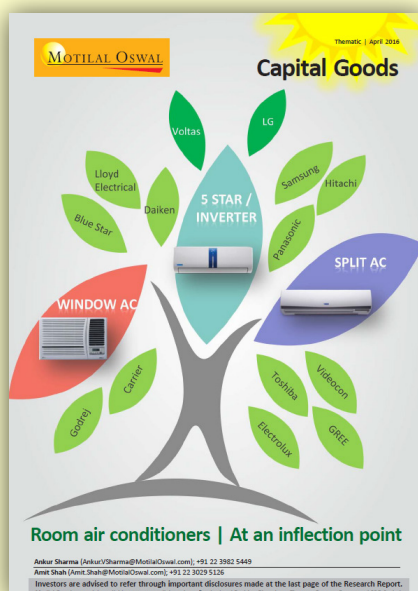 MOTILAL OSWAL
Thematic | April 2016
Capital Goods
Voltas
LG
Lloyd
Electrical
Daiken
Blue Star
5 STAR /
INVERTER
Samsung
Hitachi
Panasonic
SPLIT AC
WINDOW AC
Godrej
Carrier
Toshiba
Videocon
Electrolux
GREE
Room air conditioners | At an inflection point
Ankur Sharma (Ankur.VSharma@MotilalOswal.com); +91 22 3982 5449
Amit Shah (Amit.Shah@MotilalOswal.com); +91 22 3029 5126
Investors are advised to refer through important disclosures made at the last page of the Research Report.